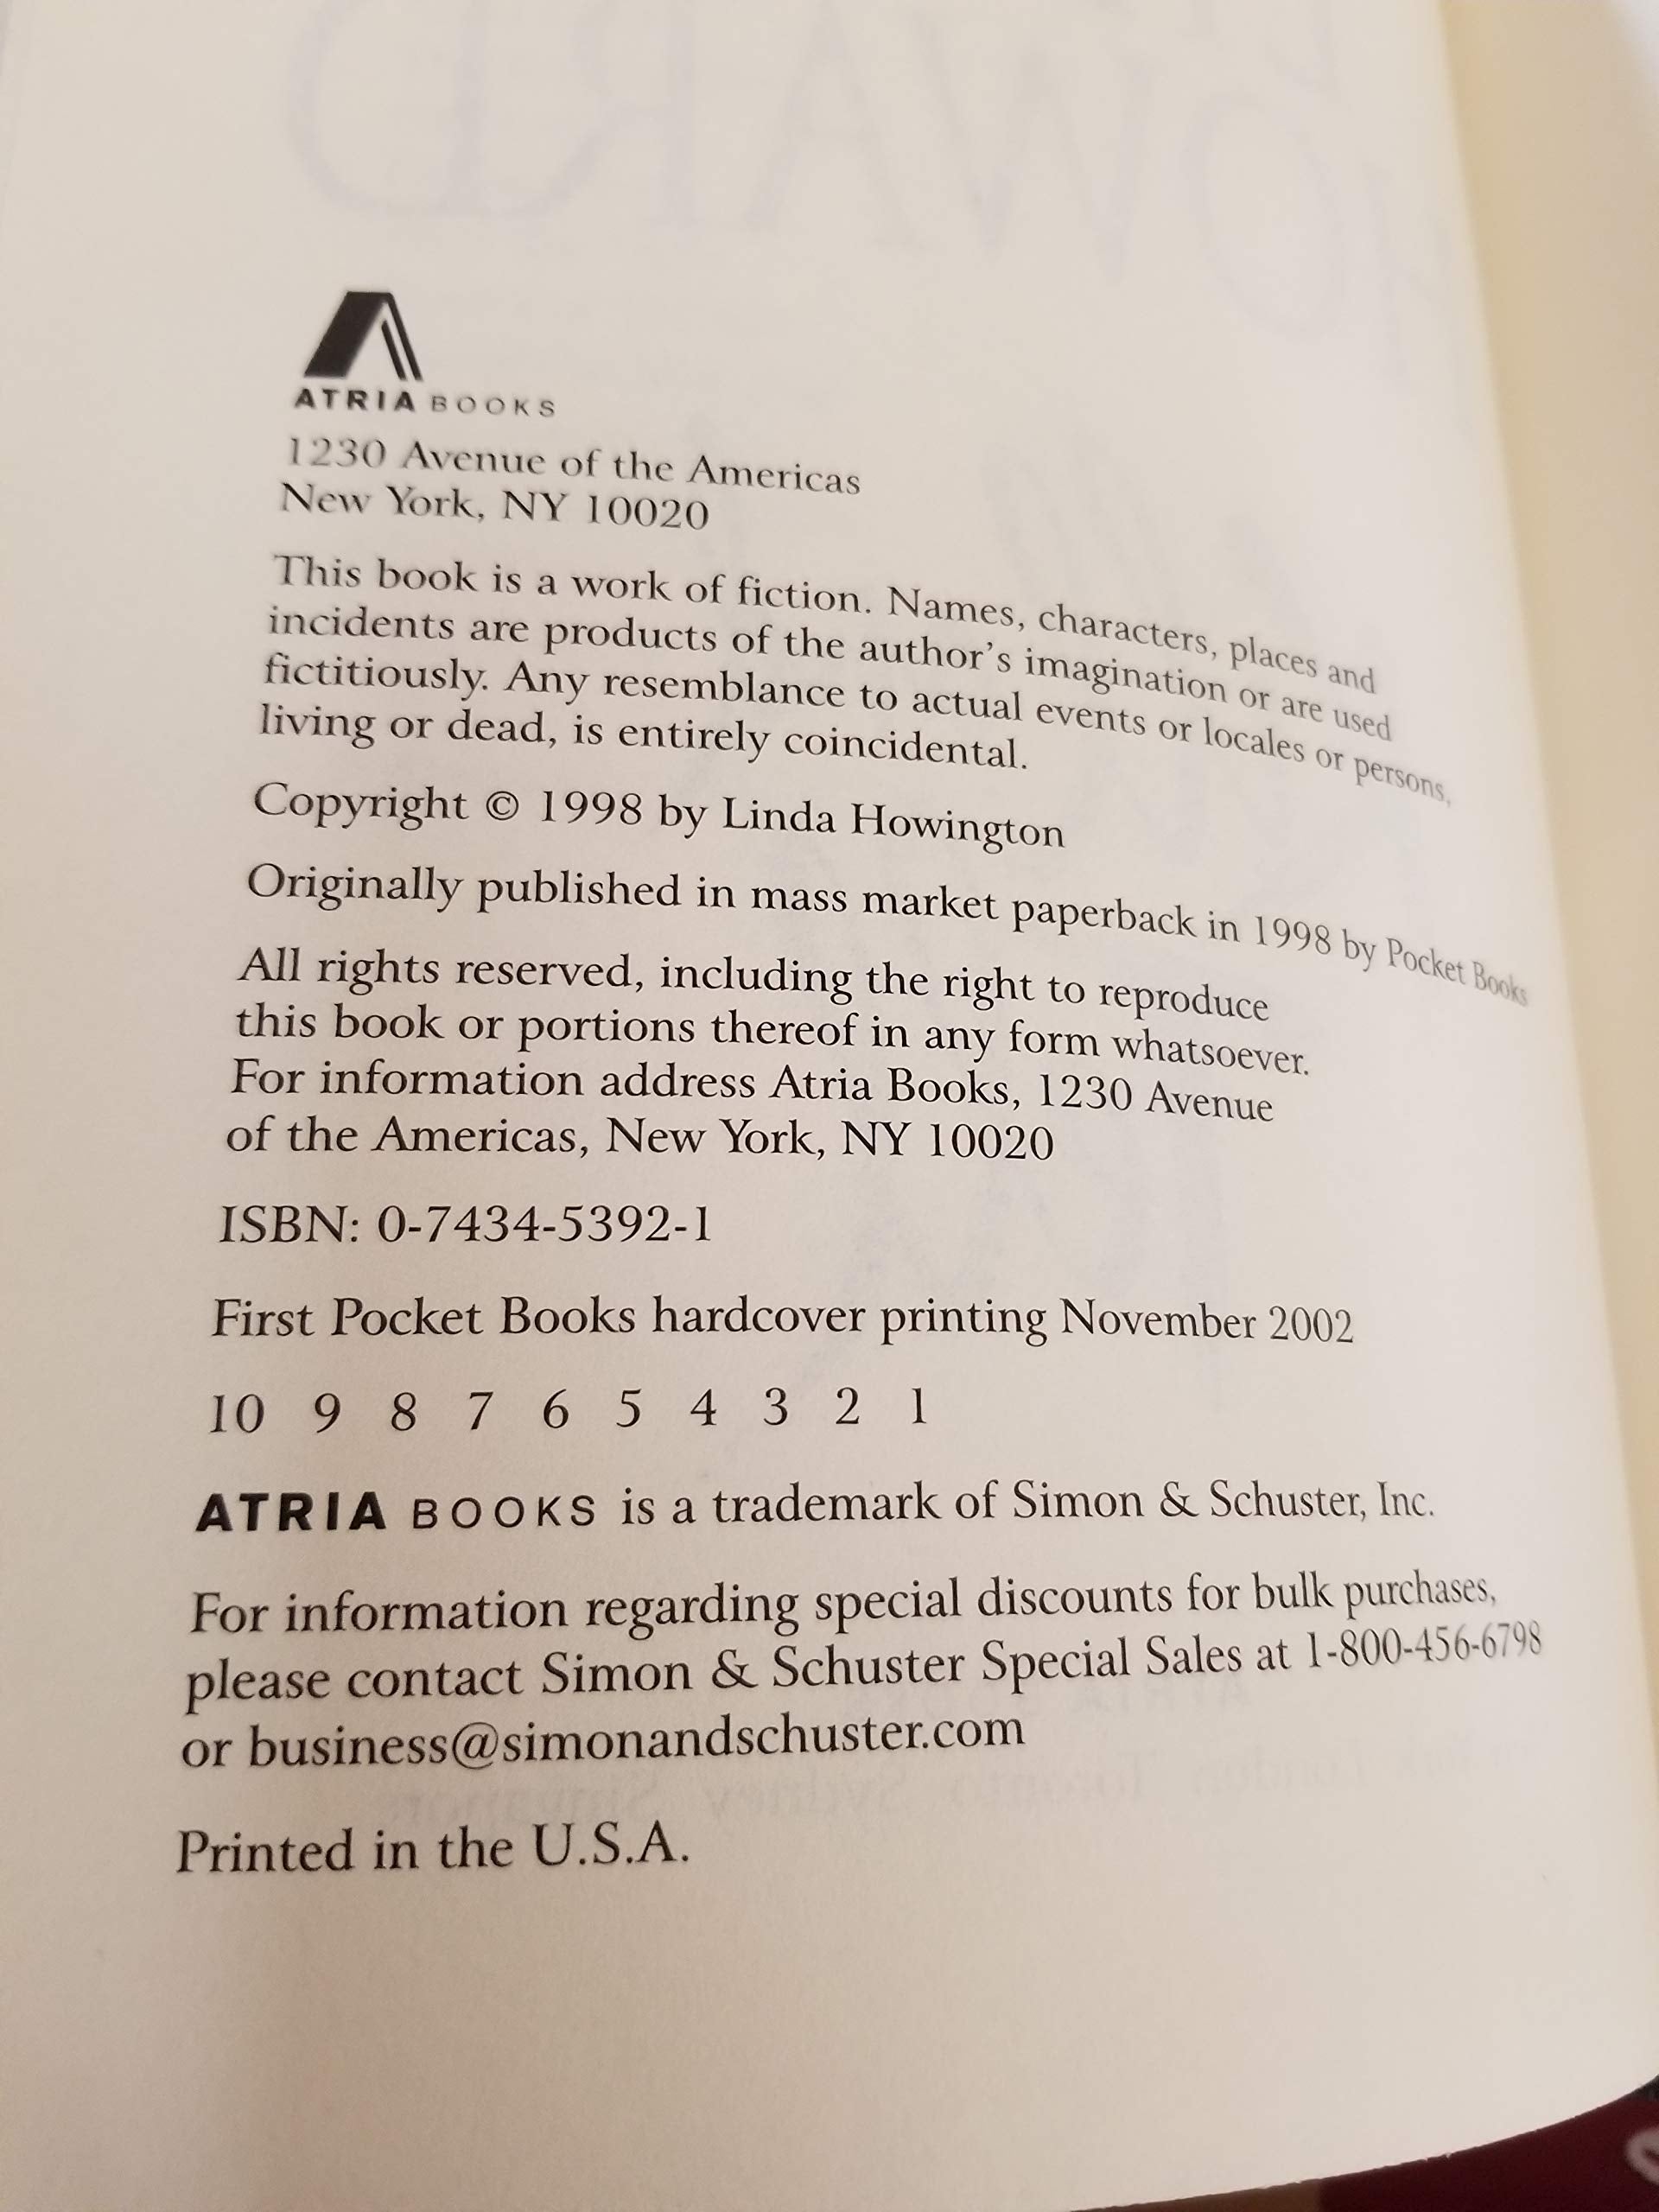 ATRIA BOOKS
1230 Avenue of the Americas
New York, NY 10020
This book is a work of fiction. Names, characters, places and
incidents are products of the author's imagination or are used
fictitiously. Any resemblance to actual events or locales or persons,
living or dead, is entirely coincidental.
Copyright © 1998 by Linda Howington
Originally published in mass market paperback in 1998 by Pocket Books
All rights reserved, including the right to reproduce
this book or portions thereof in any form whatsoever.
For information address Atria Books, 1230 Avenue
of the Americas, New York, NY 10020
ISBN: 0-7434-5392-1
First Pocket Books hardcover printing November 2002
10 9 8 7 6 5 4 3 2 1
ATRIA BOOKS is a trademark of Simon & Schuster, Inc.
For information regarding special discounts for bulk purchases,
please contact Simon & Schuster Special Sales at 1-800-456-6798
or business@simonandschuster.com
Printed in the U.S.A.